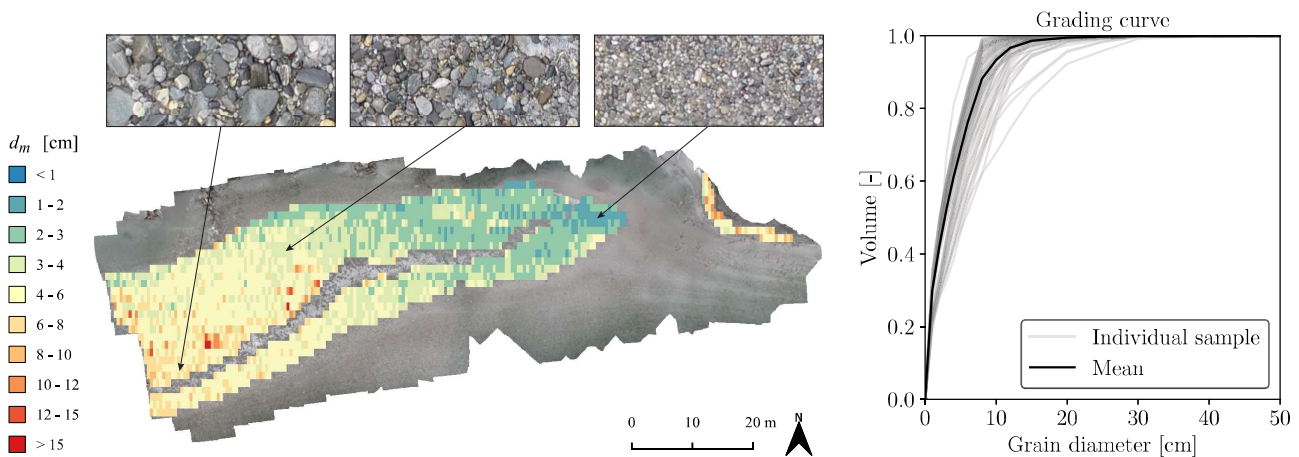 d_m [cm]
< 1
1 - 2
2 - 3
3 - 4
4 - 6
6 - 8
8 - 10
10 - 12
12 - 15
> 15
0 10 20 m
N
Grading curve
Volume [-]
1.0
0.8
0.6
0.4
0.2
0.0
0 10 20 30 40 50
Grain diameter [cm]
Individual sample
Mean